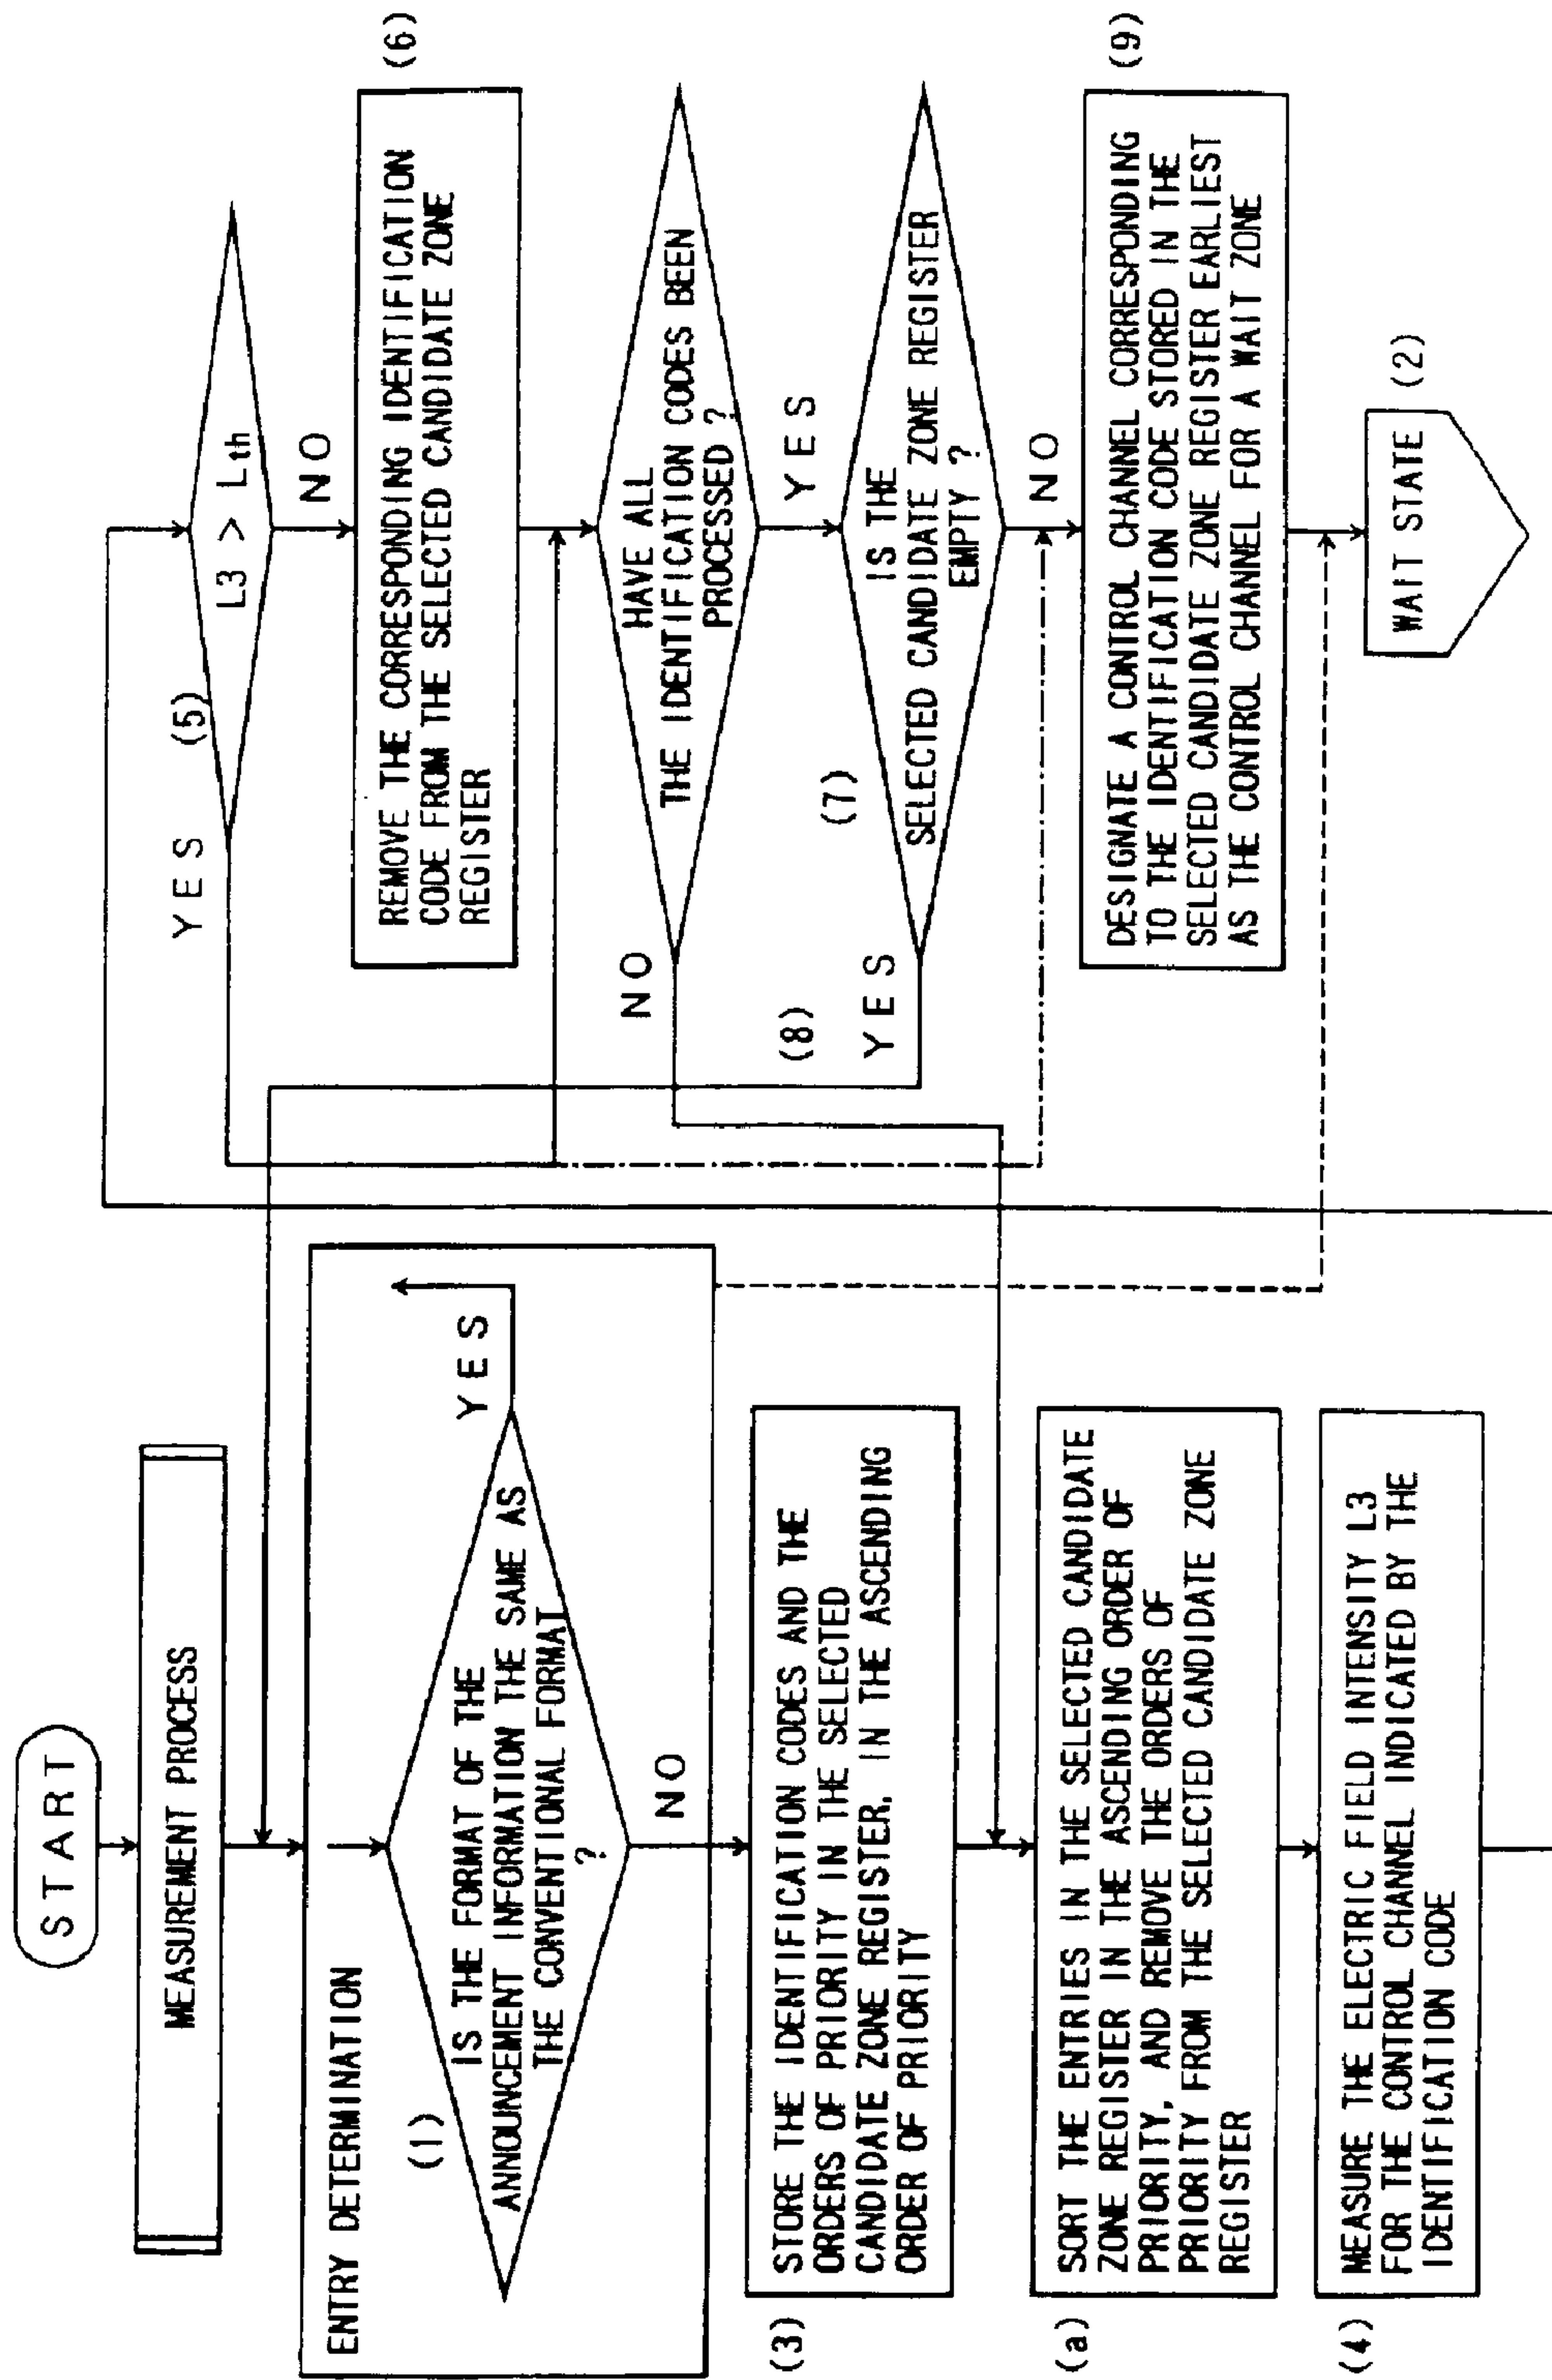 START
MEASUREMENT PROCESS
ENTRY DETERMINATION
(1)
IS THE FORMAT OF THE
ANNOUNCEMENT INFORMATION THE SAME AS
THE CONVENTIONAL FORMAT
?
YES
NO
(3)
STORE THE IDENTIFICATION CODES AND THE
ORDERS OF PRIORITY IN THE SELECTED
CANDIDATE ZONE REGISTER, IN THE ASCENDING
ORDER OF PRIORITY
(a)
SORT THE ENTRIES IN THE SELECTED CANDIDATE
ZONE REGISTER IN THE ASCENDING ORDER OF
PRIORITY, AND REMOVE THE ORDERS OF
PRIORITY FROM THE SELECTED CANDIDATE ZONE
REGISTER
(4)
MEASURE THE ELECTRIC FIELD INTENSITY L3
FOR THE CONTROL CHANNEL INDICATED BY THE
IDENTIFICATION CODE
YES (5)
L3 > Lth
NO
(6)
REMOVE THE CORRESPONDING IDENTIFICATION
CODE FROM THE SELECTED CANDIDATE ZONE
REGISTER
HAVE ALL
THE IDENTIFICATION CODES BEEN
PROCESSED ?
NO
YES
(7)
(8)
IS THE
SELECTED CANDIDATE ZONE REGISTER
EMPTY ?
YES
NO
(9)
DESIGNATE A CONTROL CHANNEL CORRESPONDING
TO THE IDENTIFICATION CODE STORED IN THE
SELECTED CANDIDATE ZONE REGISTER EARLIEST
AS THE CONTROL CHANNEL FOR A WAIT ZONE
WAIT STATE (2)